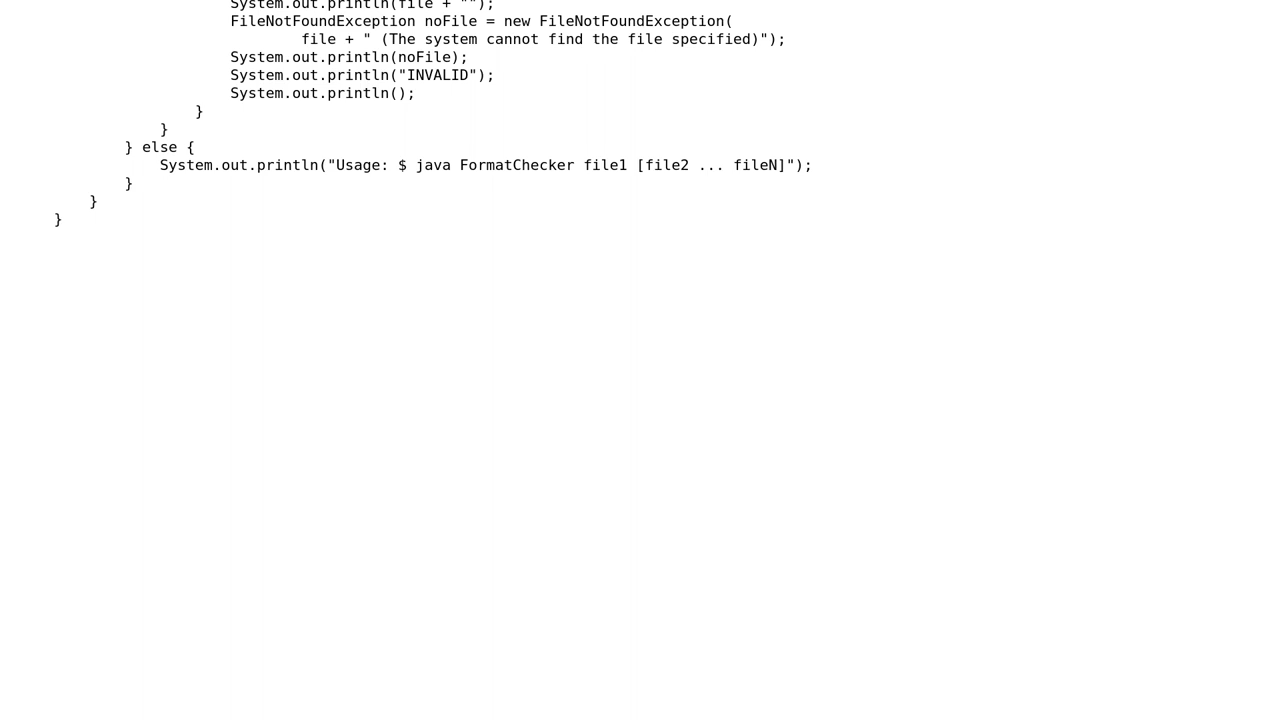 System.out.println(file + "");
FileNotFoundException noFile = new FileNotFoundException(
file + " (The system cannot find the file specified)");
System.out.println(noFile);
System.out.println("INVALID");
System.out.println();
}
}
} else {
System.out.println("Usage: $ java FormatChecker file1 [file2 ... fileN]");
}
}
}